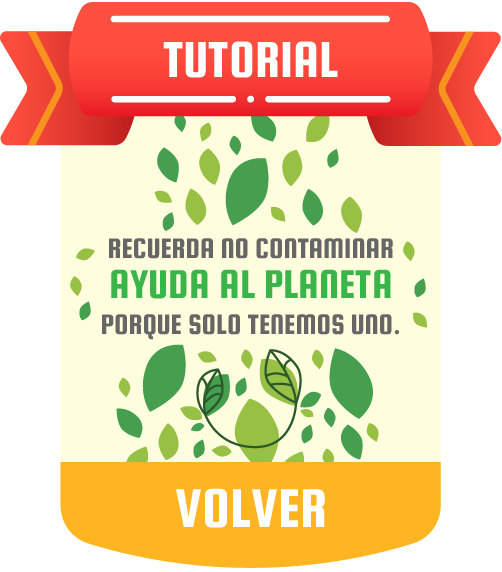 TUTORIAL
RECUERDA NO CONTAMINAR
AYUDA AL PLANETA
PORQUE SOLO TENEMOS UNO.
VOLVER